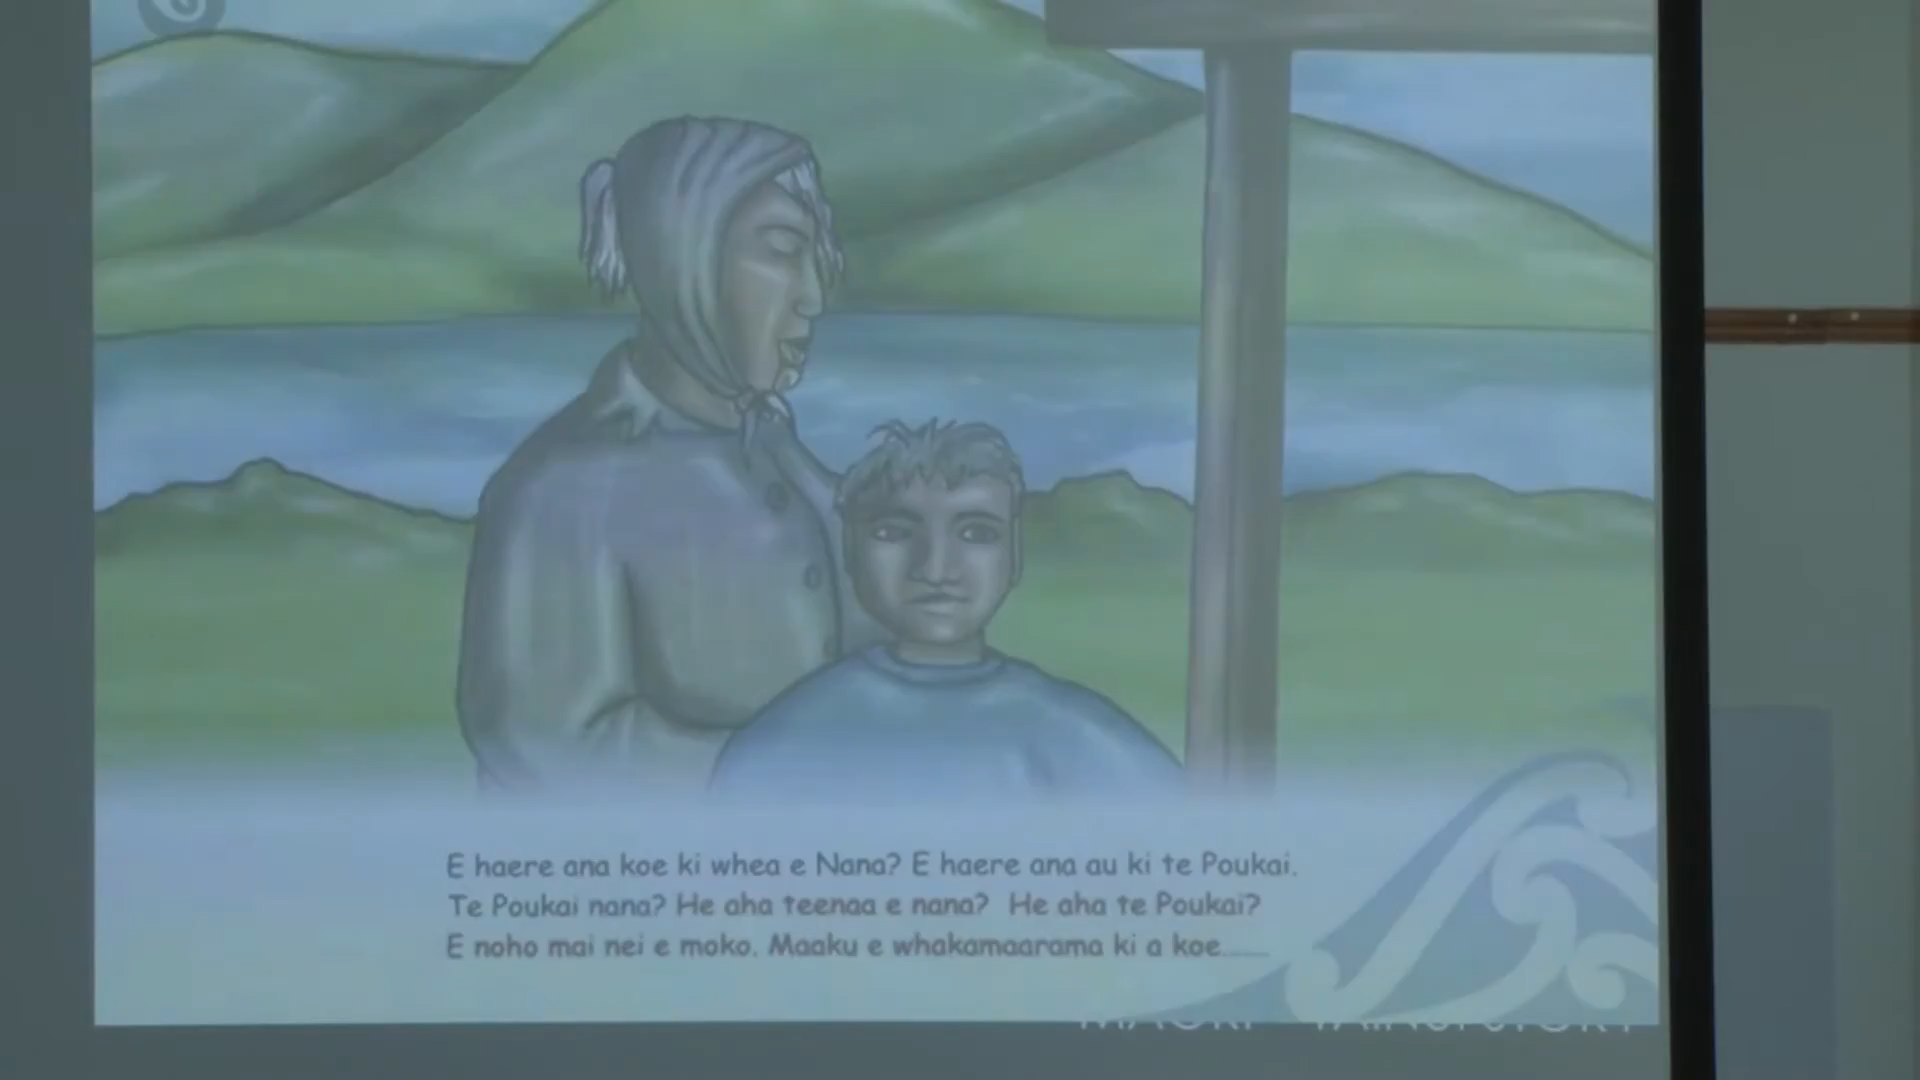 E haere ana koe ki whea e Nana? E haere ana au ki te Poukai.
Te Poukai nana? He aha teenaa e nana? He aha te Poukai?
E noho mai nei e moko. Maaku e whakamaarama ki a koe......